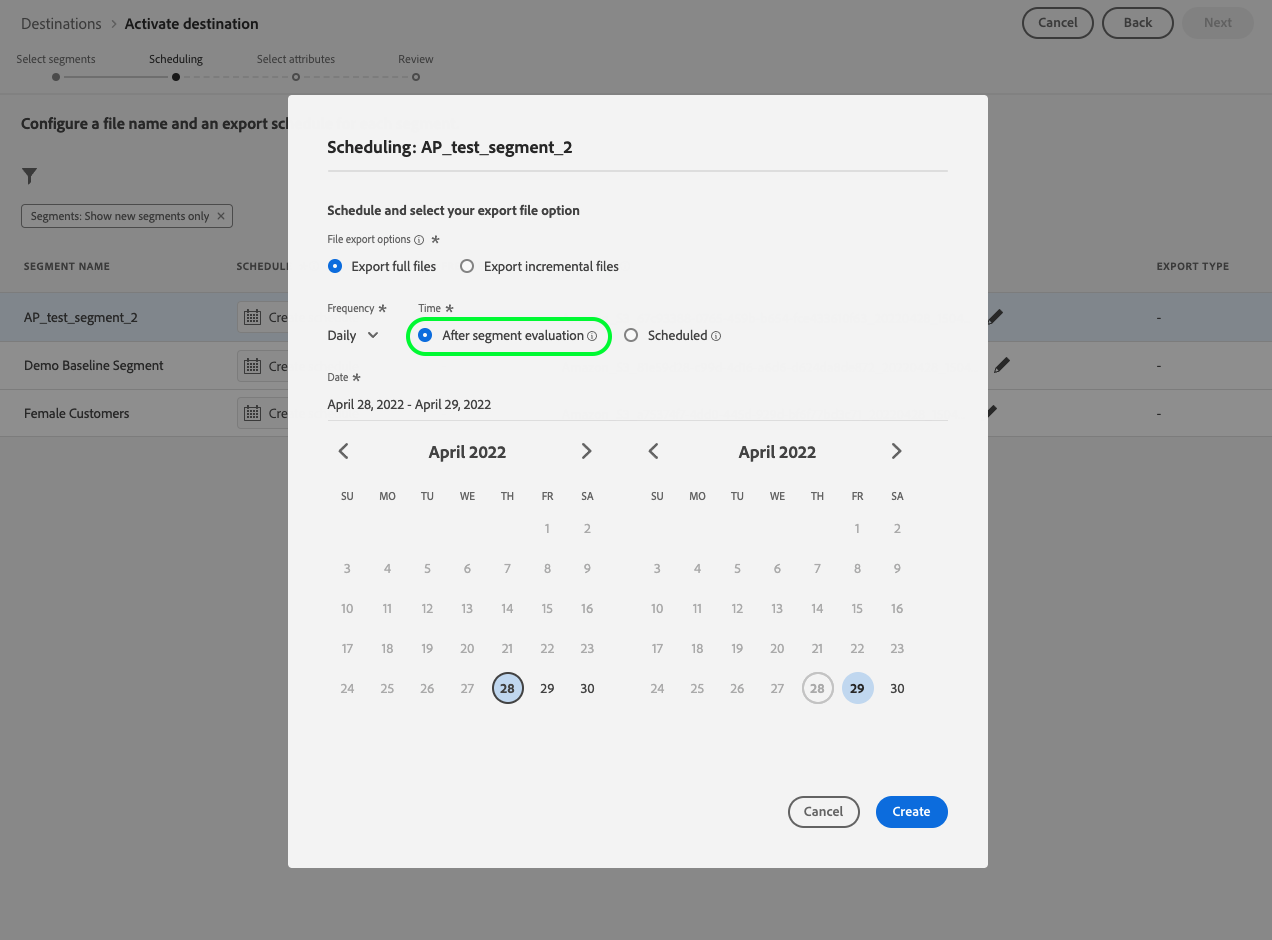 Destinations > Activate destination
Cancel Back Next
Select segments Scheduling Select attributes Review
Configure a file name and an export sc
Segments: Show new segments only ×
SEGMENT NAME SCHEDUL EXPORT TYPE
AP_test_segment_2 Cre -
Demo Baseline Segment Cre -
Female Customers Cre -
Scheduling: AP_test_segment_2
Schedule and select your export file option
File export options *
Export full files Export incremental files
Frequency * Time *
Daily After segment evaluation Scheduled
Date *
April 28, 2022 - April 29, 2022
April 2022 April 2022
SU MO TU WE TH FR SA SU MO TU WE TH FR SA
1 2 1 2
3 4 5 6 7 8 9 3 4 5 6 7 8 9
10 11 12 13 14 15 16 10 11 12 13 14 15 16
17 18 19 20 21 22 23 17 18 19 20 21 22 23
24 25 26 27 28 29 30 24 25 26 27 28 29 30
Cancel Create